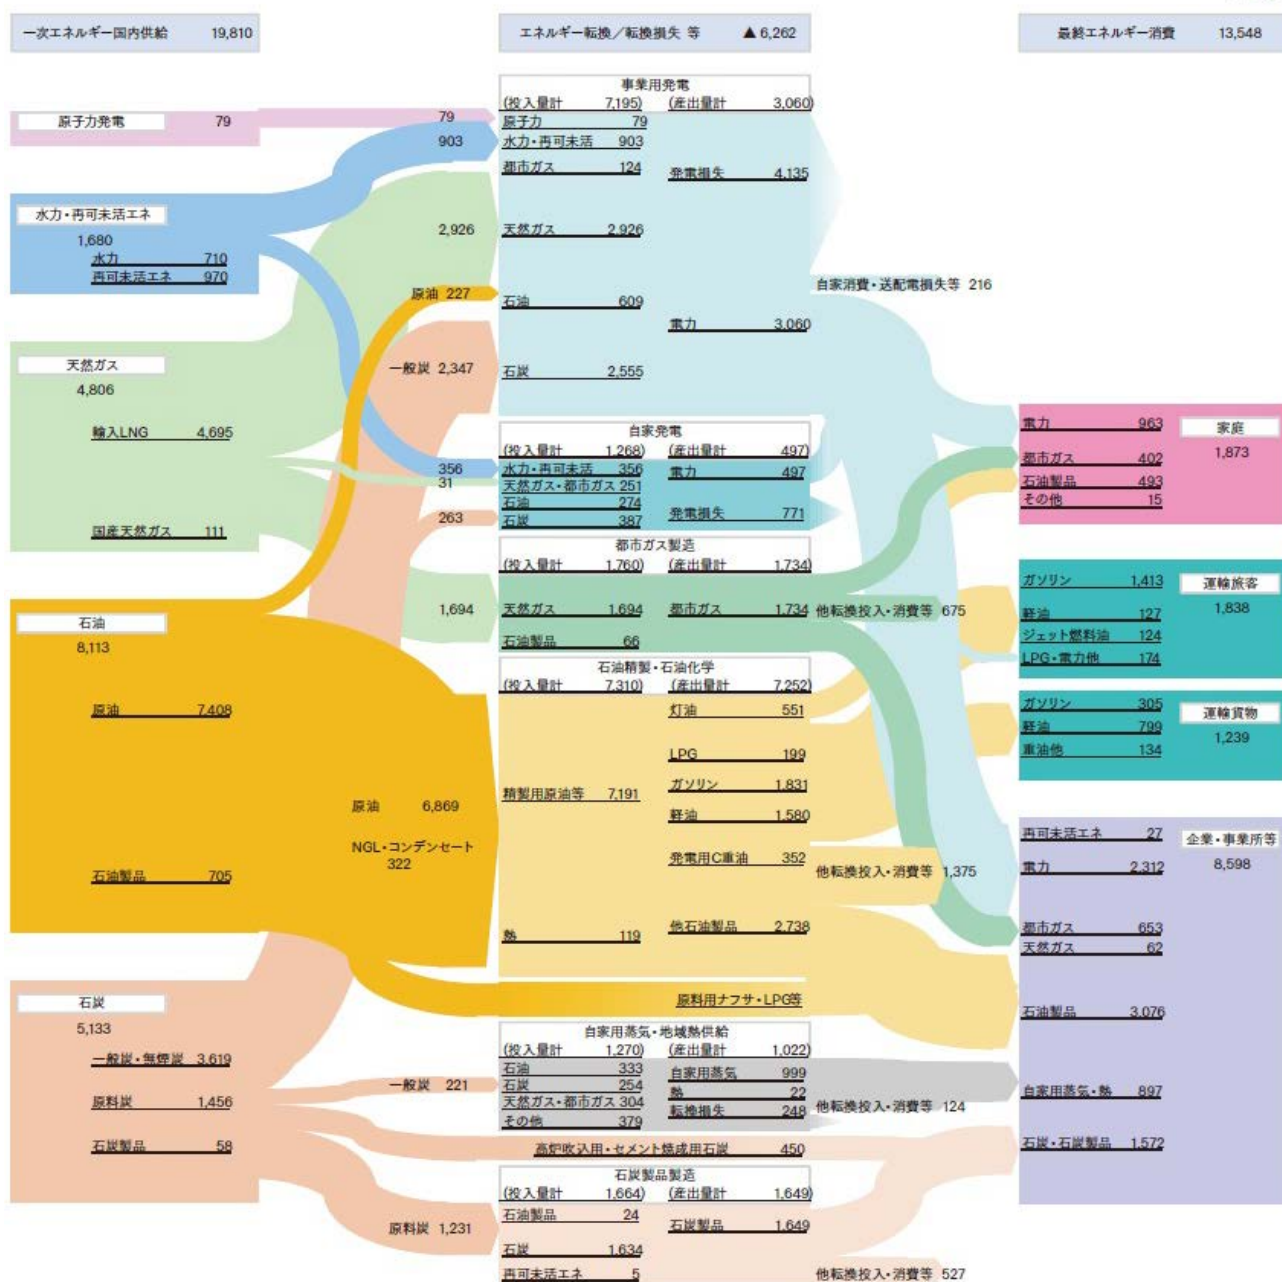 一次エネルギー国内供給 19,810
エネルギー転換／転換損失 等 ▲6,262
最終エネルギー消費 13,548
原子力発電 79
水力・再可未活エネ
1,680
水力 710
再可未活エネ 970
天然ガス
4,806
輸入LNG 4,695
国産天然ガス 111
石油
8,113
原油 7,408
石油製品 705
石炭
5,133
一般炭・無煙炭 3,619
原料炭 1,456
石炭製品 58
79
903
2,926
原油 227
一般炭 2,347
356
31
263
1,694
原油 6,869
NGL・コンデンセート
322
一般炭 221
原料炭 1,231
事業用発電
(投入量計 7,195) (産出量計 3,060)
原子力 79
水力・再可未活 903
都市ガス 124
発電損失 4,135
天然ガス 2,926
石油 609
電力 3,060
石炭 2,555
自家消費・送配電損失等 216
自家発電
(投入量計 1,268) (産出量計 497)
水力・再可未活 356
電力 497
天然ガス・都市ガス 251
石油 274
石炭 387
発電損失 771
都市ガス製造
(投入量計 1,760) (産出量計 1,734)
天然ガス 1,694
都市ガス 1,734
他転換投入・消費等 675
石油製品 66
石油精製・石油化学
(投入量計 7,310) (産出量計 7,252)
灯油 551
LPG 199
ガソリン 1,831
精製用原油等 7,191
軽油 1,580
発電用C重油 352
他転換投入・消費等 1,375
他石油製品 2,738
熱 119
原料用ナフサ・LPG等
自家用蒸気・地域熱供給
(投入量計 1,270) (産出量計 1,022)
石油 333
自家用蒸気 999
石炭 254
熱 22
天然ガス・都市ガス 304
転換損失 248
他転換投入・消費等 124
その他 379
高炉吹込用・セメント焼成用石炭 450
石炭製品製造
(投入量計 1,664) (産出量計 1,649)
石油製品 24
石炭製品 1,649
石炭 1,634
再可未活エネ 5
他転換投入・消費等 527
電力 963
家庭
都市ガス 402
1,873
石油製品 493
その他 15
ガソリン 1,413
運輸旅客
軽油 127
1,838
ジェット燃料油 124
LPG・電力他 174
ガソリン 305
運輸貨物
軽油 799
1,239
重油他 134
再可未活エネ 27
企業・事業所等
電力 2,312
8,598
都市ガス 653
天然ガス 62
石油製品 3,076
自家用蒸気・熱 897
石炭・石炭製品 1,572